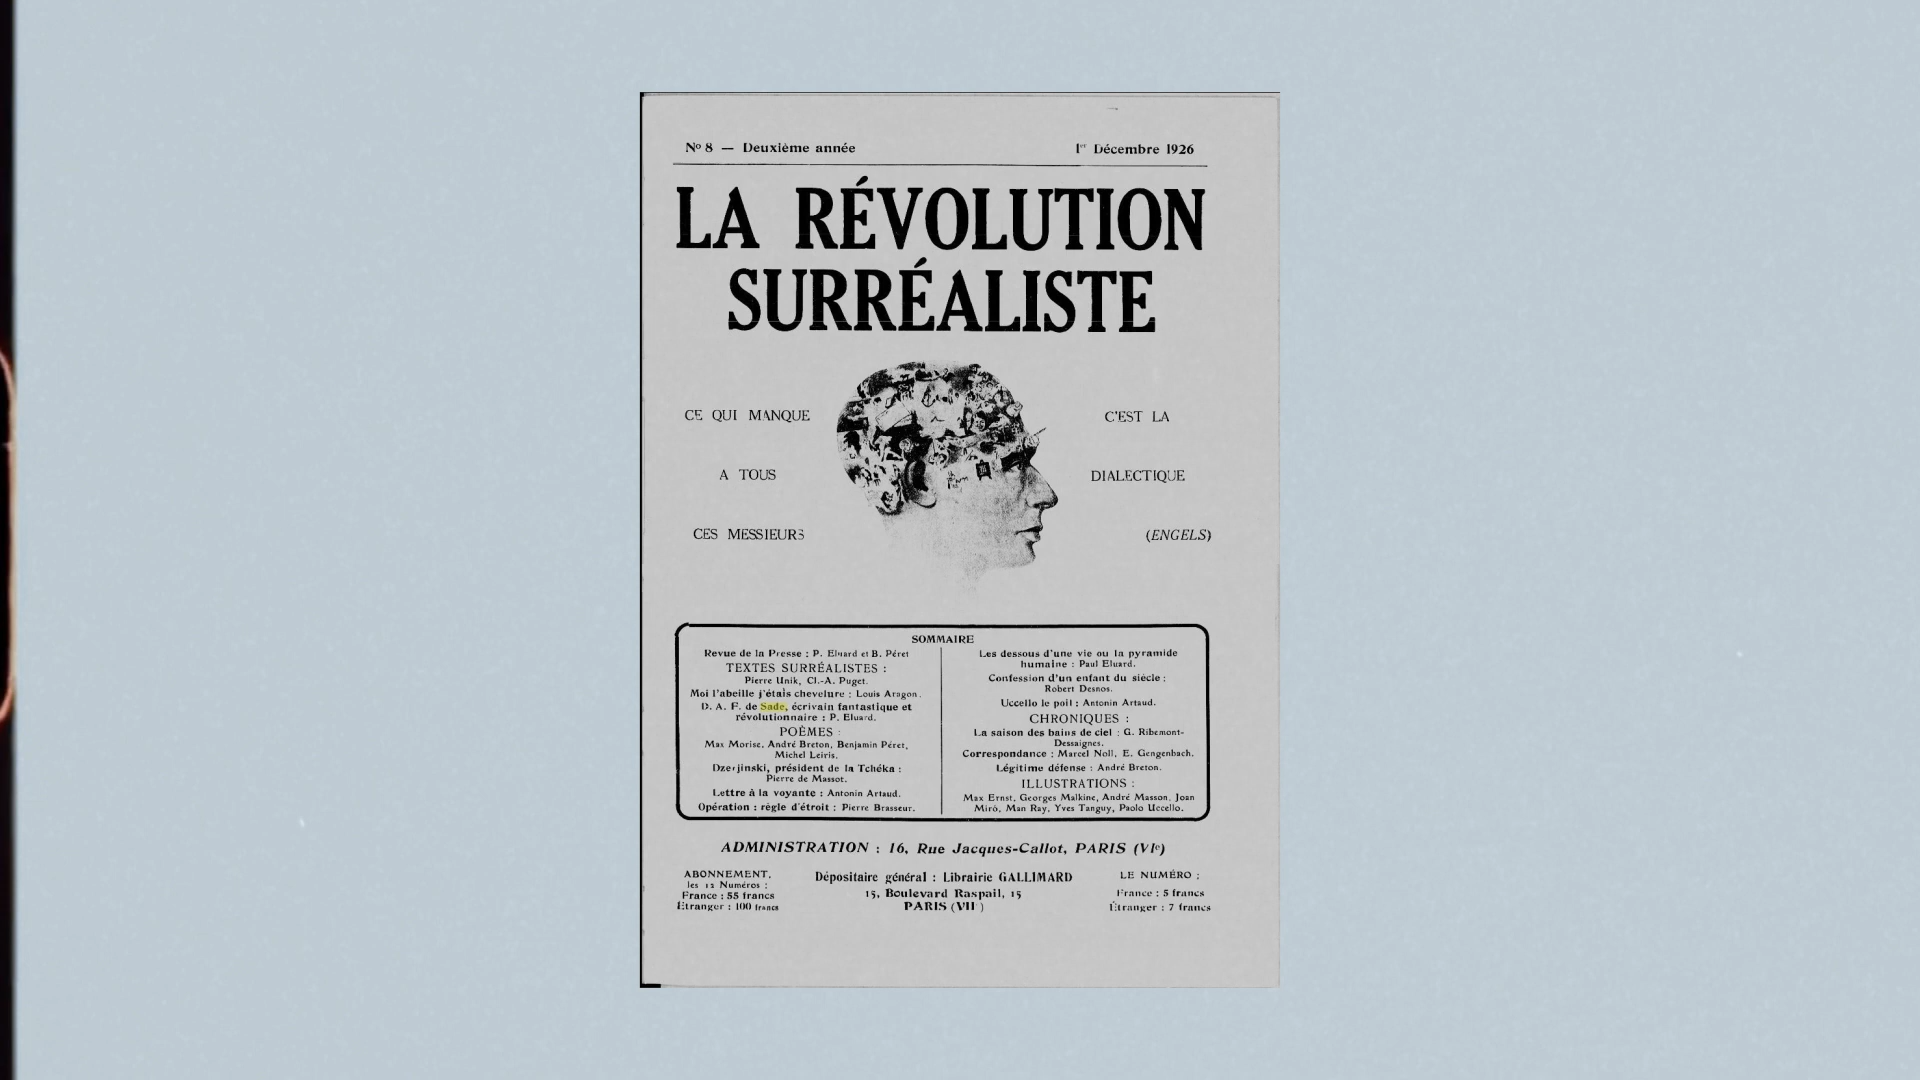 Nº 8 — Deuxième année
1er Décembre 1926
LA RÉVOLUTION
SURRÉALISTE
CE QUI MANQUE
A TOUS
CES MESSIEURS
C'EST LA
DIALECTIQUE
(ENGELS)
SOMMAIRE
Revue de la Presse : P. Eluard et B. Péret
TEXTES SURRÉALISTES :
Pierre Unik, Cl.-A. Puget.
Moi l'abeille j'étais chevelure : Louis Aragon.
D. A. F. de Sade, écrivain fantastique et
révolutionnaire : P. Eluard.
POÈMES :
Max Morise, André Breton, Benjamin Péret,
Michel Leiris.
Dzerjinski, président de la Tchéka :
Pierre de Massot.
Lettre à la voyante : Antonin Artaud.
Opération : règle d'étroit : Pierre Brasseur.
Les dessous d'une vie ou la pyramide
humaine : Paul Eluard.
Confession d'un enfant du siècle :
Robert Desnos.
Uccello le poil : Antonin Artaud.
CHRONIQUES :
La saison des bains de ciel : G. Ribemont-
Dessaignes.
Correspondance : Marcel Noll, E. Gengenbach.
Légitime défense : André Breton.
ILLUSTRATIONS :
Max Ernst, Georges Malkine, André Masson, Joan
Miró, Man Ray, Yves Tanguy, Paolo Uccello.
ADMINISTRATION : 16, Rue Jacques-Callot, PARIS (VIe)
ABONNEMENT,
les 12 Numéros :
France : 55 francs
Étranger : 100 francs
Dépositaire général : Librairie GALLIMARD
15, Boulevard Raspail, 15
PARIS (VII)
LE NUMÉRO :
France : 5 francs
Étranger : 7 francs